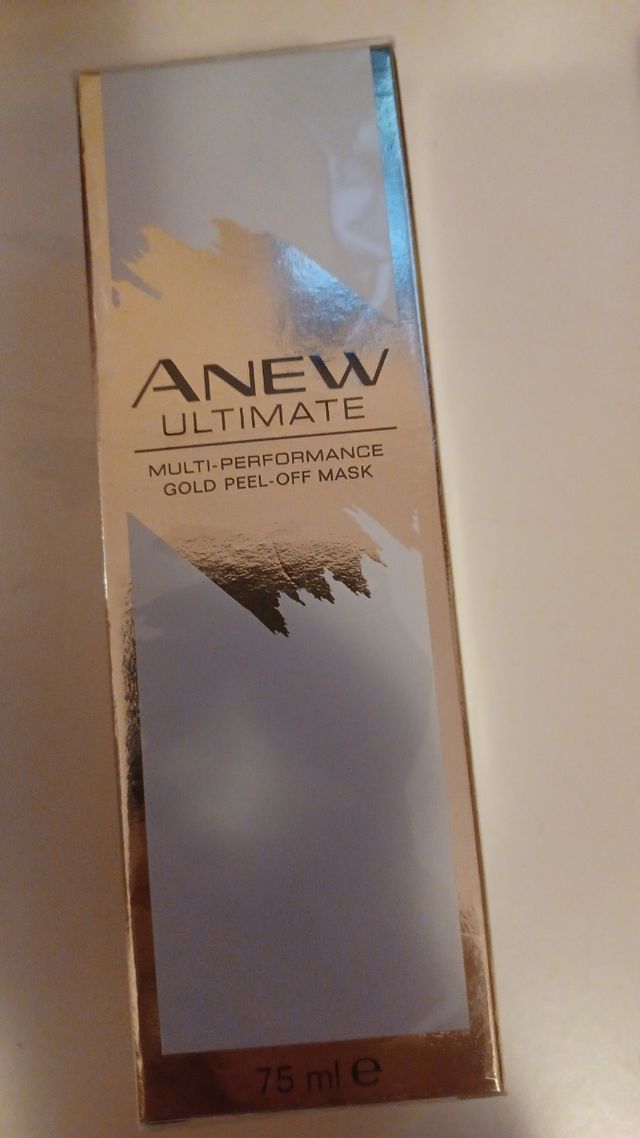 ANEW
ULTIMATE
MULTI-PERFORMANCE
GOLD PEEL-OFF MASK
75 ml ℮